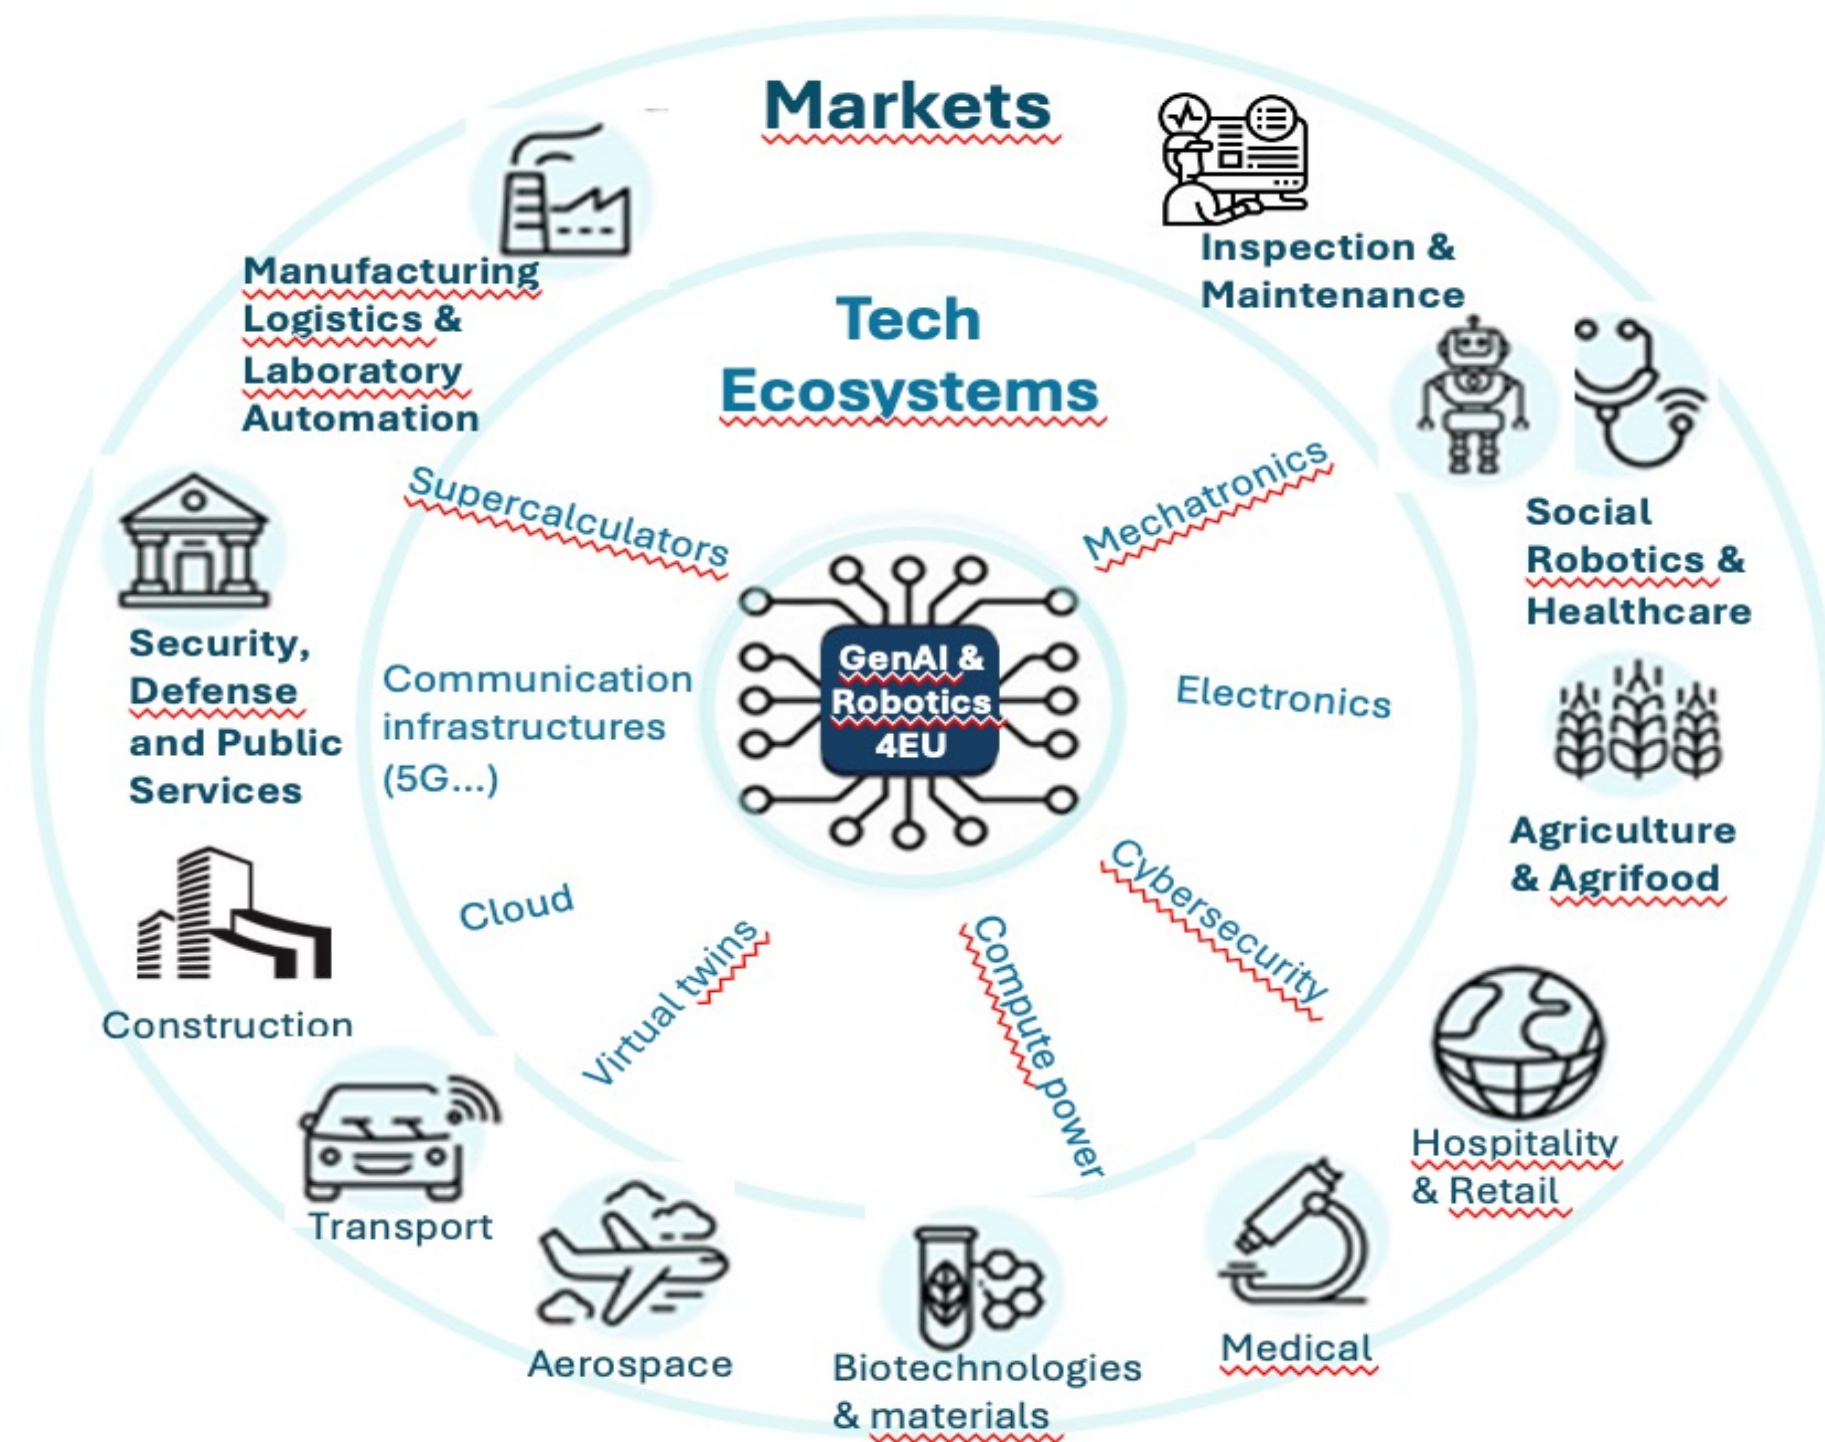 Markets
Manufacturing
Logistics &
Laboratory
Automation
Inspection &
Maintenance
Tech
Ecosystems
Supercalculators
Mechatronics
Social
Robotics &
Healthcare
Security,
Defense
and Public
Services
Communication
infrastructures
(5G...)
GenAI &
Robotics
4EU
Electronics
Agriculture
& Agrifood
Cloud
Virtual twins
Compute power
Cybersecurity
Construction
Hospitality
& Retail
Transport
Aerospace
Biotechnologies
& materials
Medical